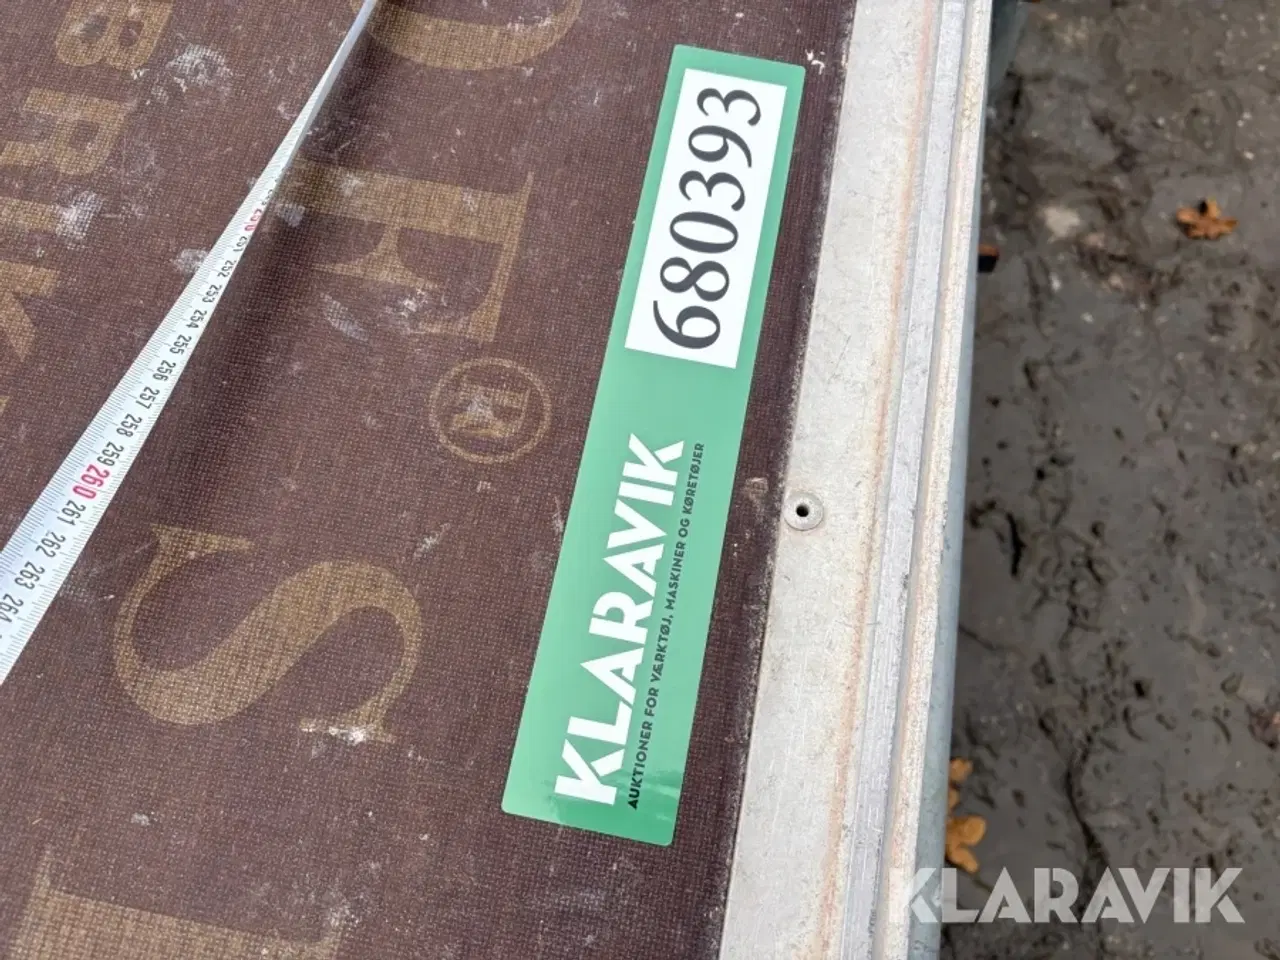 680393
KLARAVIK
AUKTIONER FOR VÆRKTØJ, MASKINER OG KØRETØJER
®
S
251 252 253 254 255 256 257 258 259 260 261 262 263 264
KLARAVIK